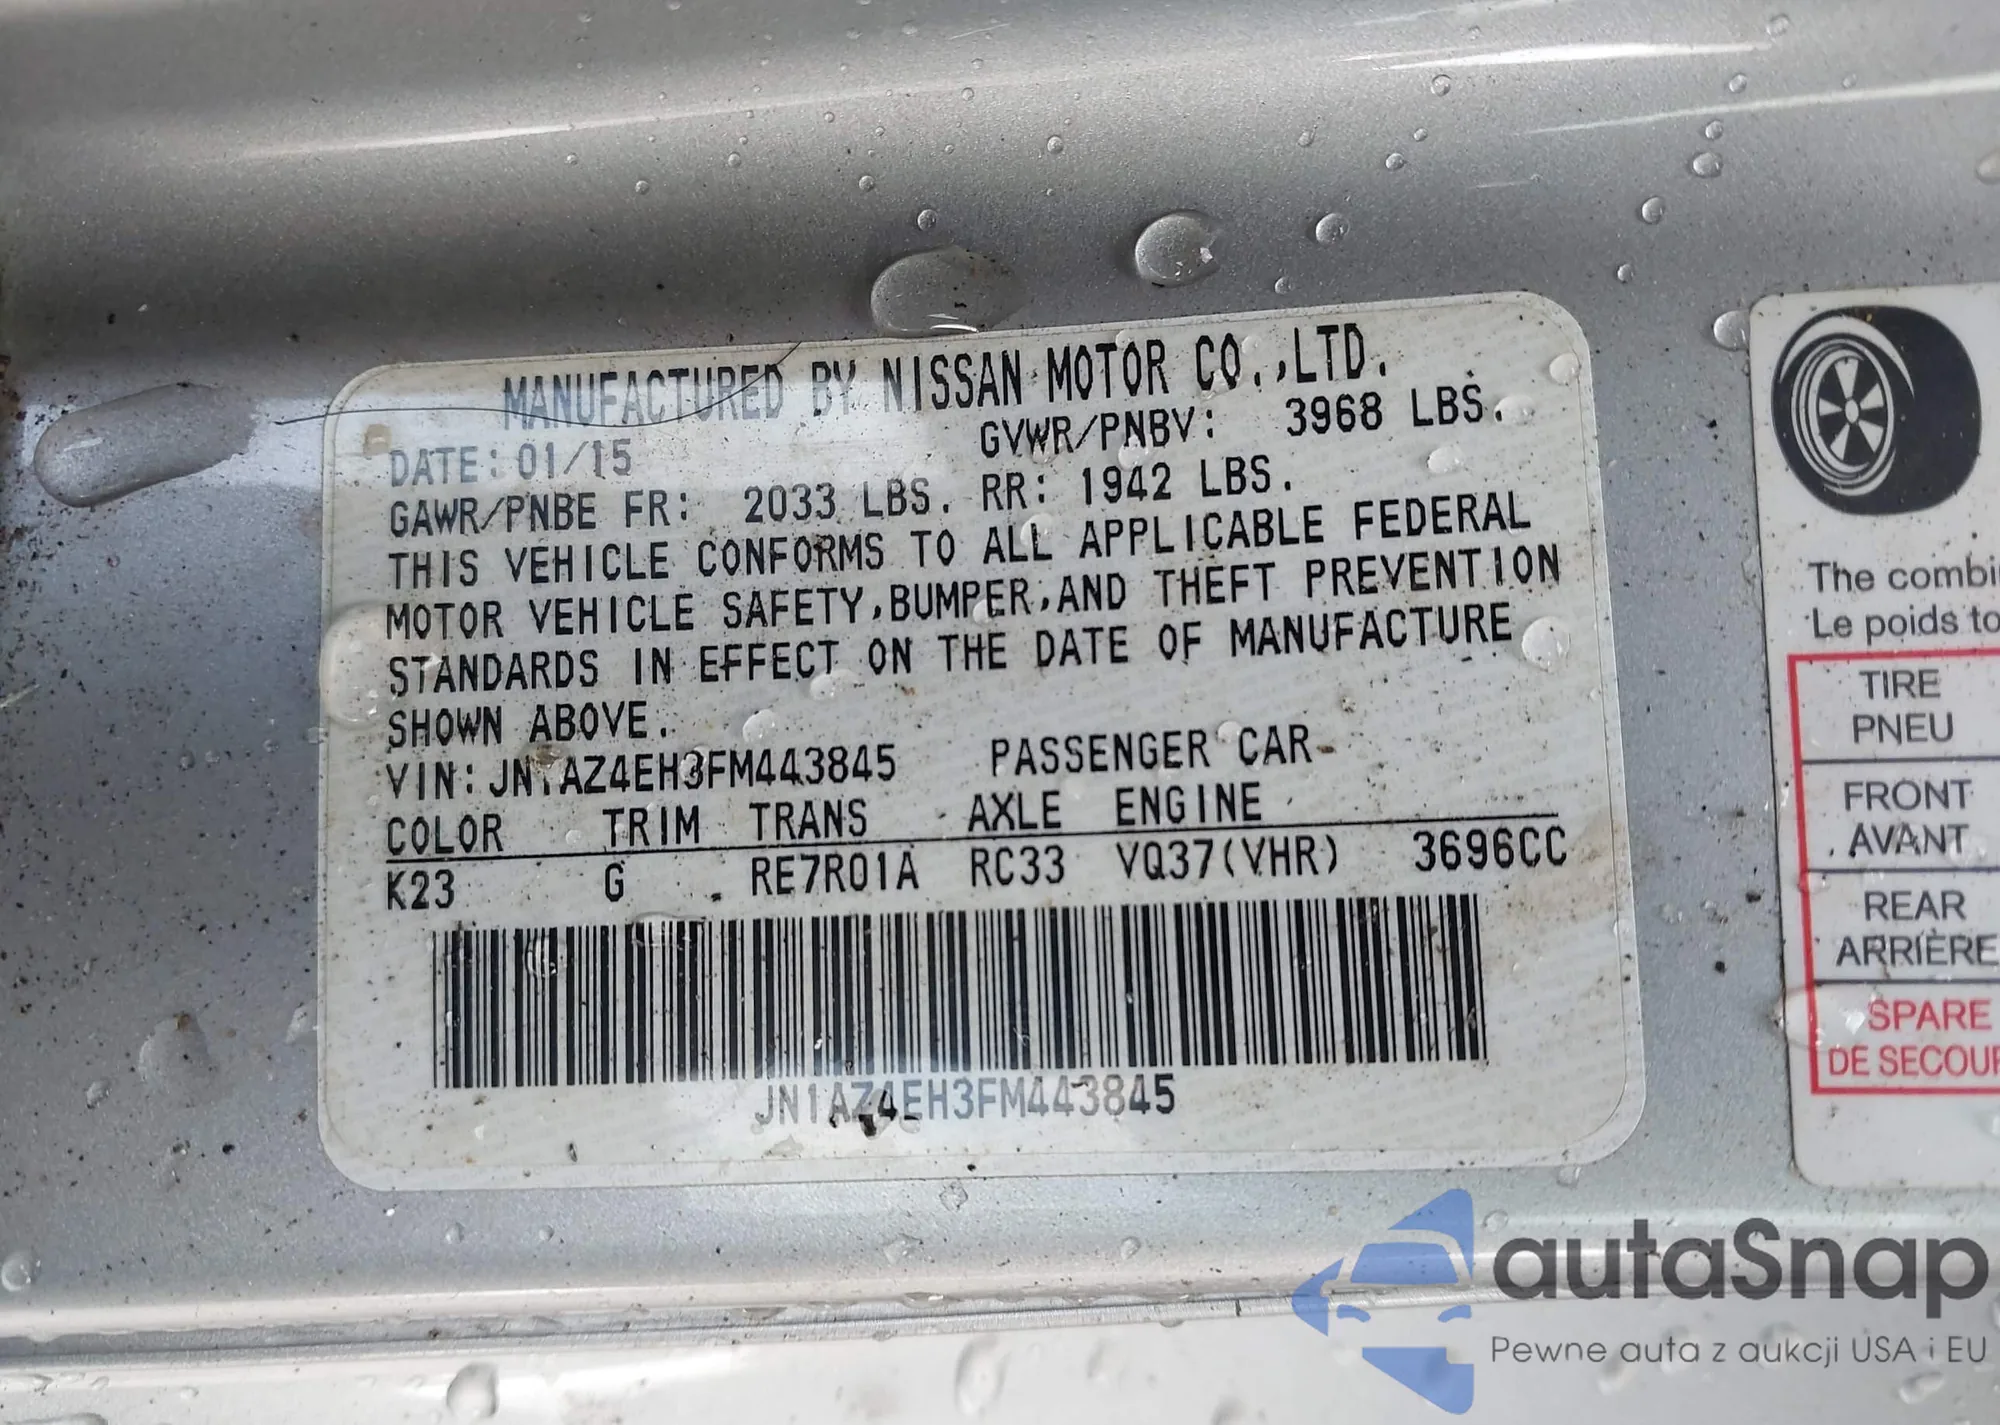 MANUFACTURED BY NISSAN MOTOR CO.,LTD.
DATE:01/15 GVWR/PNBV: 3968 LBS.
GAWR/PNBE FR: 2033 LBS. RR: 1942 LBS.
THIS VEHICLE CONFORMS TO ALL APPLICABLE FEDERAL
MOTOR VEHICLE SAFETY,BUMPER,AND THEFT PREVENTION
STANDARDS IN EFFECT ON THE DATE OF MANUFACTURE
SHOWN ABOVE.
VIN:JN1AZ4EH3FM443845 PASSENGER CAR
COLOR TRIM TRANS AXLE ENGINE
K23 G RE7R01A RC33 VQ37(VHR) 3696CC
JN1AZ4EH3FM443845
The combi
Le poids to
TIRE
PNEU
FRONT
AVANT
REAR
ARRIÈRE
SPARE
DE SECOUR
autaSnap
Pewne auta z aukcji USA i EU